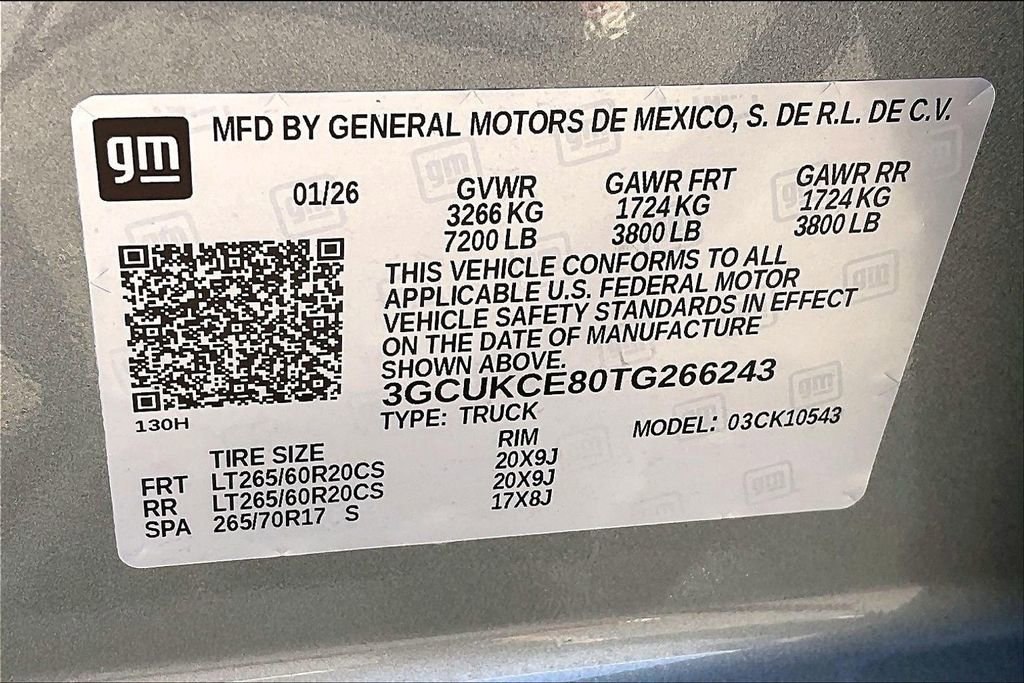 gm
MFD BY GENERAL MOTORS DE MEXICO, S. DE R.L. DE C.V.
01/26
GVWR
3266 KG
7200 LB
GAWR FRT
1724 KG
3800 LB
GAWR RR
1724 KG
3800 LB
THIS VEHICLE CONFORMS TO ALL
APPLICABLE U.S. FEDERAL MOTOR
VEHICLE SAFETY STANDARDS IN EFFECT
ON THE DATE OF MANUFACTURE
SHOWN ABOVE.
3GCUKCE80TG266243
130H
TYPE: TRUCK
MODEL: 03CK10543
TIRE SIZE RIM
FRT LT265/60R20CS 20X9J
RR LT265/60R20CS 20X9J
SPA 265/70R17 S 17X8J